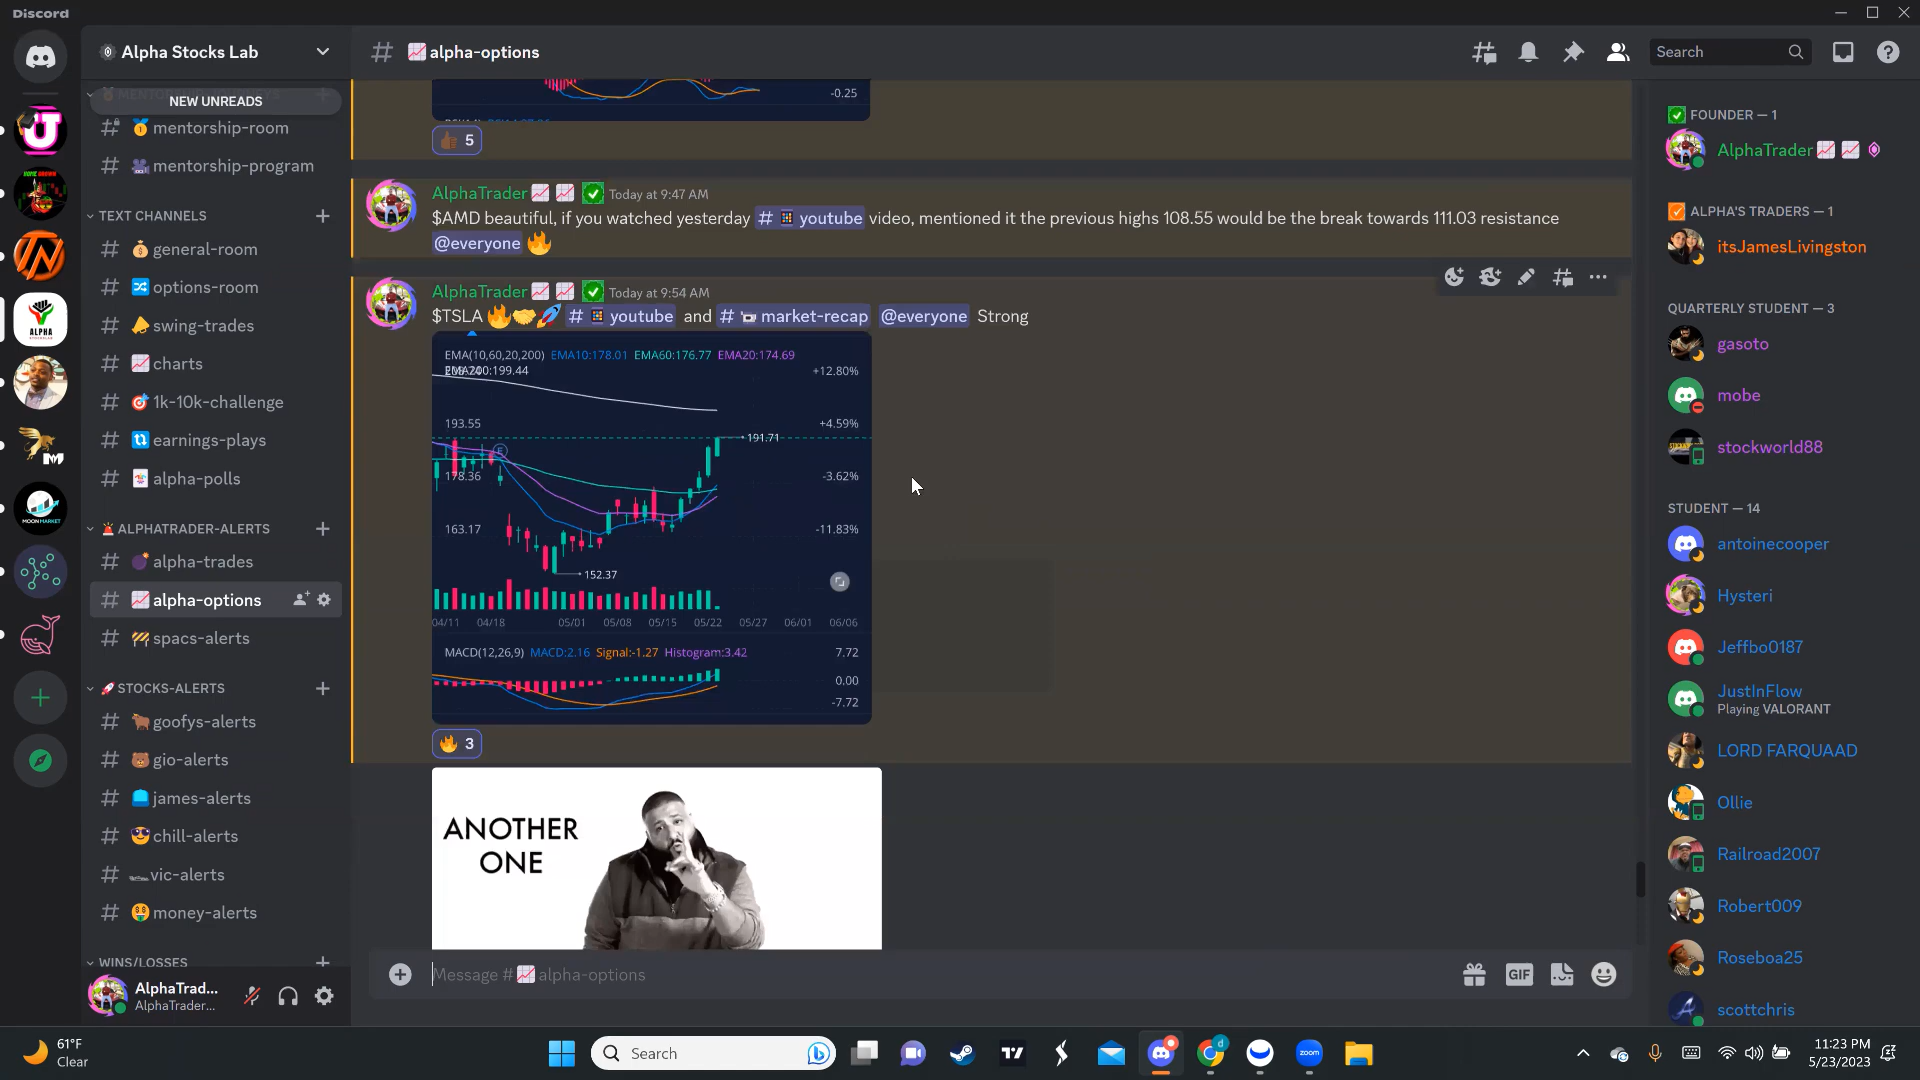 Discord
Alpha Stocks Lab
alpha-options
Search
NEW UNREADS
mentorship-room
mentorship-program
TEXT CHANNELS
general-room
options-room
swing-trades
charts
1k-10k-challenge
earnings-plays
alpha-polls
ALPHATRADER-ALERTS
alpha-trades
alpha-options
spacs-alerts
STOCKS-ALERTS
goofys-alerts
gio-alerts
james-alerts
chill-alerts
vic-alerts
money-alerts
WINS/LOSSES
AlphaTrad...
AlphaTrader...
-0.25
5
AlphaTrader Today at 9:47 AM
$AMD beautiful, if you watched yesterday # youtube video, mentioned it the previous highs 108.55 would be the break towards 111.03 resistance
@everyone
AlphaTrader Today at 9:54 AM
$TSLA # youtube and # market-recap @everyone Strong
EMA(10,60,20,200) EMA10:178.01 EMA60:176.77 EMA20:174.69
EMA200:199.44 +12.80%
193.55 +4.59%
191.71
178.36 -3.62%
163.17 -11.83%
152.37
04/11 04/18 05/01 05/08 05/15 05/22 05/27 06/01 06/06
MACD(12,26,9) MACD:2.16 Signal:-1.27 Histogram:3.42 7.72
0.00
-7.72
3
ANOTHER
ONE
Message # alpha-options
GIF
FOUNDER — 1
AlphaTrader
ALPHA'S TRADERS — 1
itsJamesLivingston
QUARTERLY STUDENT — 3
gasoto
mobe
stockworld88
STUDENT — 14
antoinecooper
Hysteri
Jeffbo0187
JustInFlow
Playing VALORANT
LORD FARQUAAD
Ollie
Railroad2007
Robert009
Roseboa25
scottchris
ALPHA
MOON MARKET
61°F
Clear
Search
zoom
11:23 PM
5/23/2023